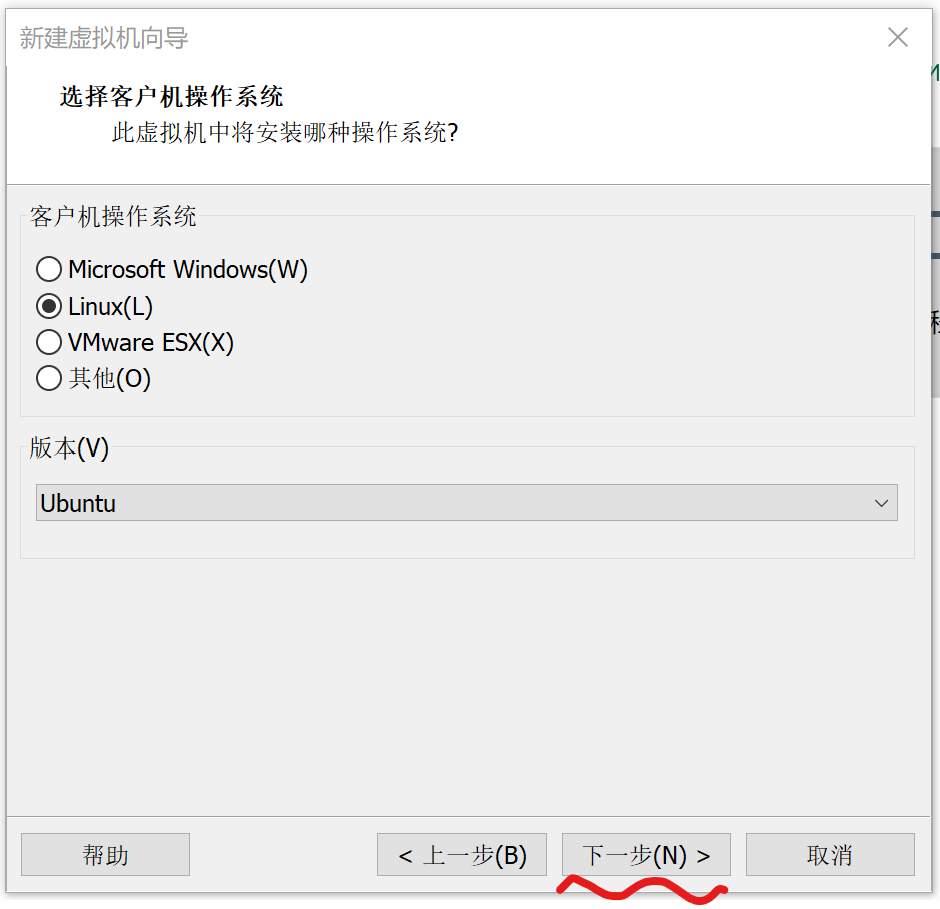 新建虚拟机向导
选择客户机操作系统
此虚拟机中将安装哪种操作系统?
客户机操作系统
Microsoft Windows(W)
Linux(L)
VMware ESX(X)
其他(O)
版本(V)
Ubuntu
帮助
< 上一步(B)
下一步(N) >
取消